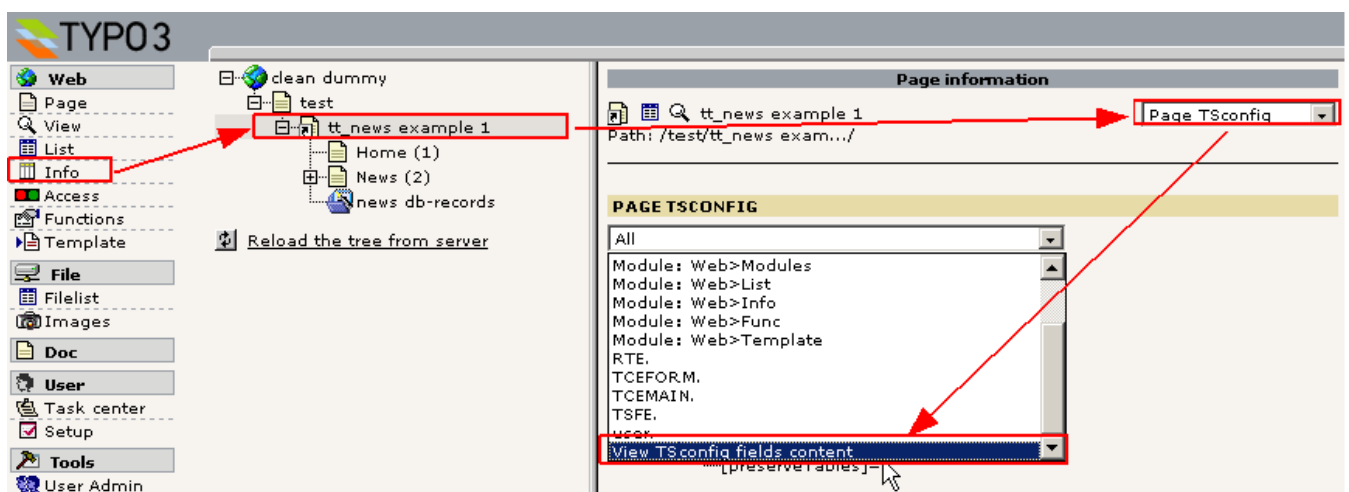 TYPO3
Web
Page
View
List
Info
Access
Functions
Template
File
Filelist
Images
Doc
User
Task center
Setup
Tools
User Admin
clean dummy
test
tt_news example 1
Home (1)
News (2)
news db-records
Reload the tree from server
Page information
tt_news example 1
Page TSconfig
Path: /test/tt_news exam.../
PAGE TSCONFIG
All
Module: Web>Modules
Module: Web>List
Module: Web>Info
Module: Web>Func
Module: Web>Template
RTE.
TCEFORM.
TCEMAIN.
TSFE.
user.
View TSconfig fields content
[preserveTables]=